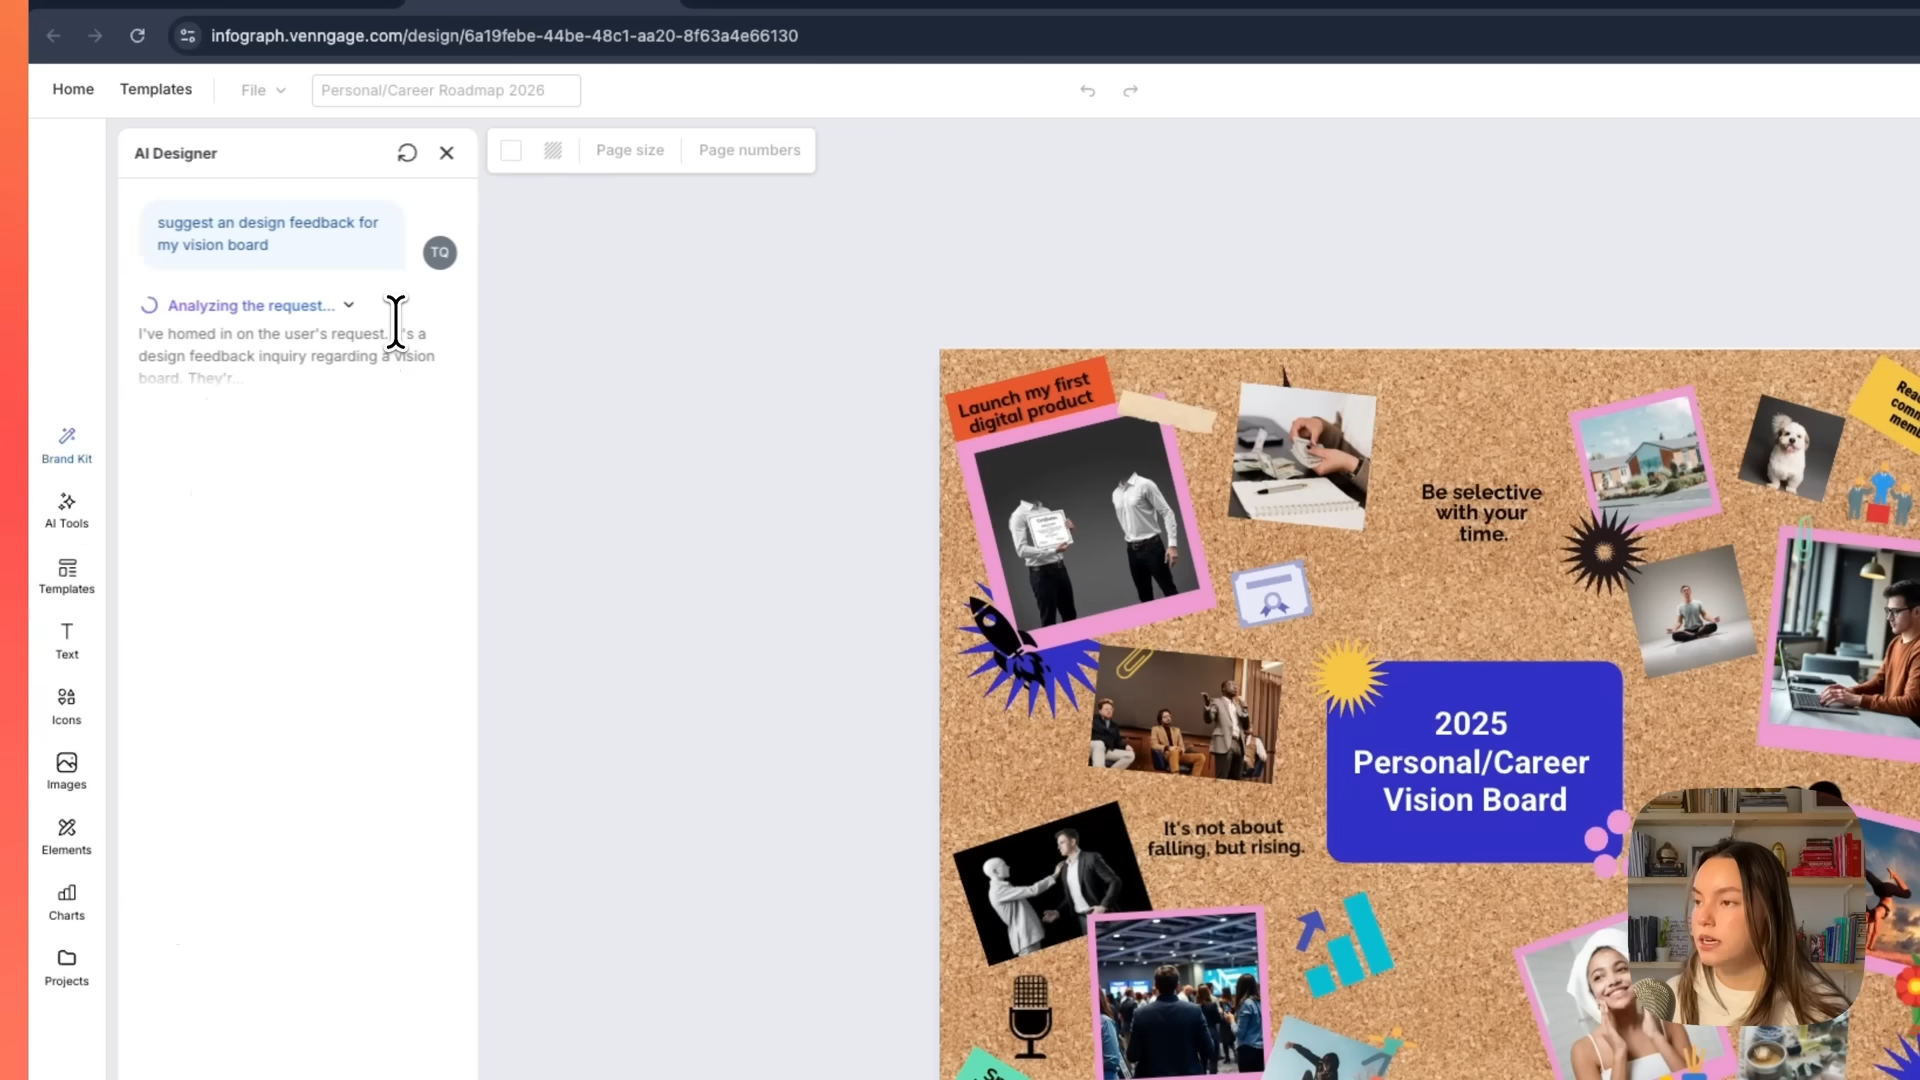 infograph.venngage.com/design/6a19febe-44be-48c1-aa20-8f63a4e66130
Home
Templates
File
Personal/Career Roadmap 2026
AI Designer
Page size
Page numbers
suggest an design feedback for
my vision board
TQ
Analyzing the request...
I've homed in on the user's request. 's a
design feedback inquiry regarding a vision
board. They'r...
Brand Kit
AI Tools
Templates
Text
Icons
Images
Elements
Charts
Projects
Launch my first
digital product
Be selective
with your
time.
2025
Personal/Career
Vision Board
It's not about
falling, but rising.